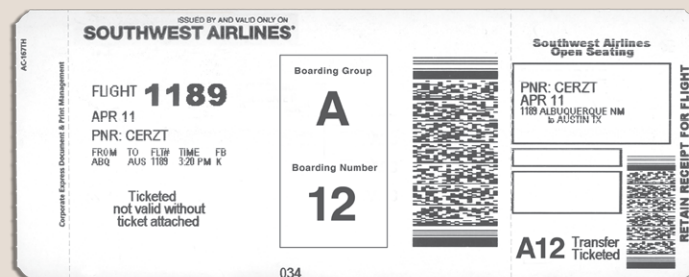 AC-167TH
Corporate Express Document & Print Management
ISSUED BY AND VALID ONLY ON
SOUTHWEST AIRLINES®
FLIGHT 1189
APR 11
PNR: CERZT
FROM TO FLT# TIME FB
ABQ AUS 1189 3:20 PM K
Ticketed
not valid without
ticket attached
Boarding Group
A
Boarding Number
12
034
Southwest Airlines
Open Seating
PNR: CERZT
APR 11
1189 ALBUQUERQUE NM
to AUSTIN TX
A12 Transfer
Ticketed
RETAIN RECEIPT FOR FLIGHT